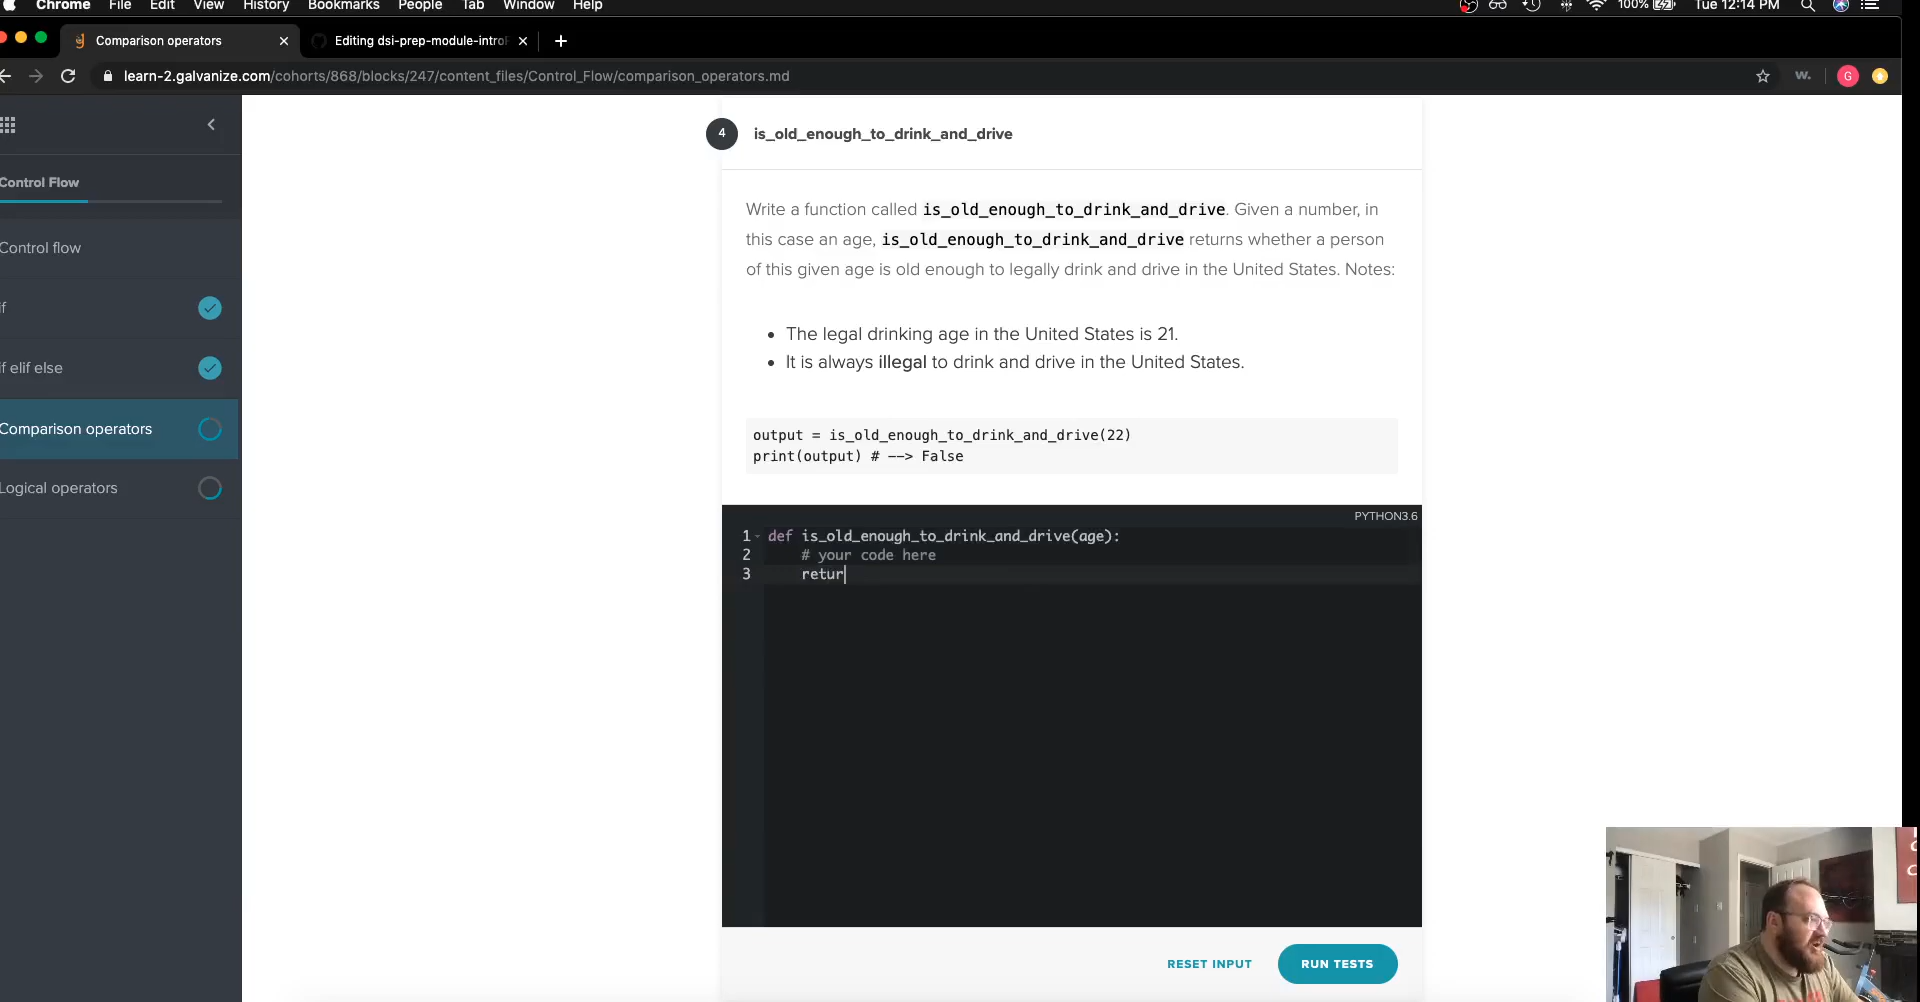 Chrome File Edit View History Bookmarks People Tab Window Help 100% Tue 12:14 PM
Comparison operators Editing dsi-prep-module-intro
learn-2.galvanize.com/cohorts/868/blocks/247/content_files/Control_Flow/comparison_operators.md W. G
Control Flow
Control flow
if
if elif else
Comparison operators
Logical operators
4 is_old_enough_to_drink_and_drive
Write a function called is_old_enough_to_drink_and_drive. Given a number, in
this case an age, is_old_enough_to_drink_and_drive returns whether a person
of this given age is old enough to legally drink and drive in the United States. Notes:
• The legal drinking age in the United States is 21.
• It is always illegal to drink and drive in the United States.
output = is_old_enough_to_drink_and_drive(22)
print(output) # --> False
PYTHON3.6
1 def is_old_enough_to_drink_and_drive(age):
2 # your code here
3 retur
RESET INPUT RUN TESTS